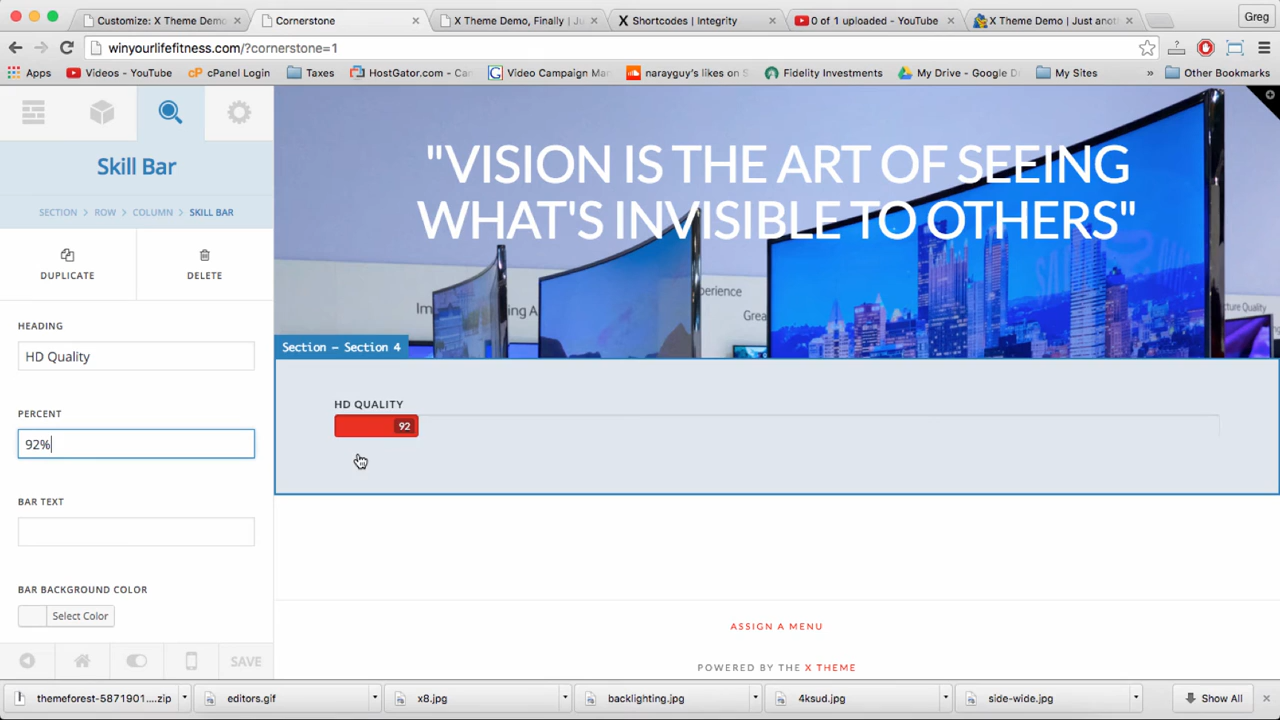 Customize: X Theme Demo
Cornerstone
X Theme Demo, Finally | Ju
Shortcodes | Integrity
0 of 1 uploaded - YouTube
X Theme Demo | Just anot
Greg
winyourlifefitness.com/?cornerstone=1
Apps
Videos - YouTube
cPanel Login
Taxes
HostGator.com - Ca
Video Campaign Ma
narayguy's likes on S
Fidelity Investments
My Drive - Google D
My Sites
»
Other Bookmarks
Skill Bar
SECTION > ROW > COLUMN > SKILL BAR
DUPLICATE
DELETE
HEADING
HD Quality
PERCENT
92%
BAR TEXT
BAR BACKGROUND COLOR
Select Color
SAVE
"VISION IS THE ART OF SEEING
WHAT'S INVISIBLE TO OTHERS"
Section – Section 4
HD QUALITY
92
ASSIGN A MENU
POWERED BY THE X THEME
themeforest-5871901....zip
editors.gif
x8.jpg
backlighting.jpg
4ksud.jpg
side-wide.jpg
Show All